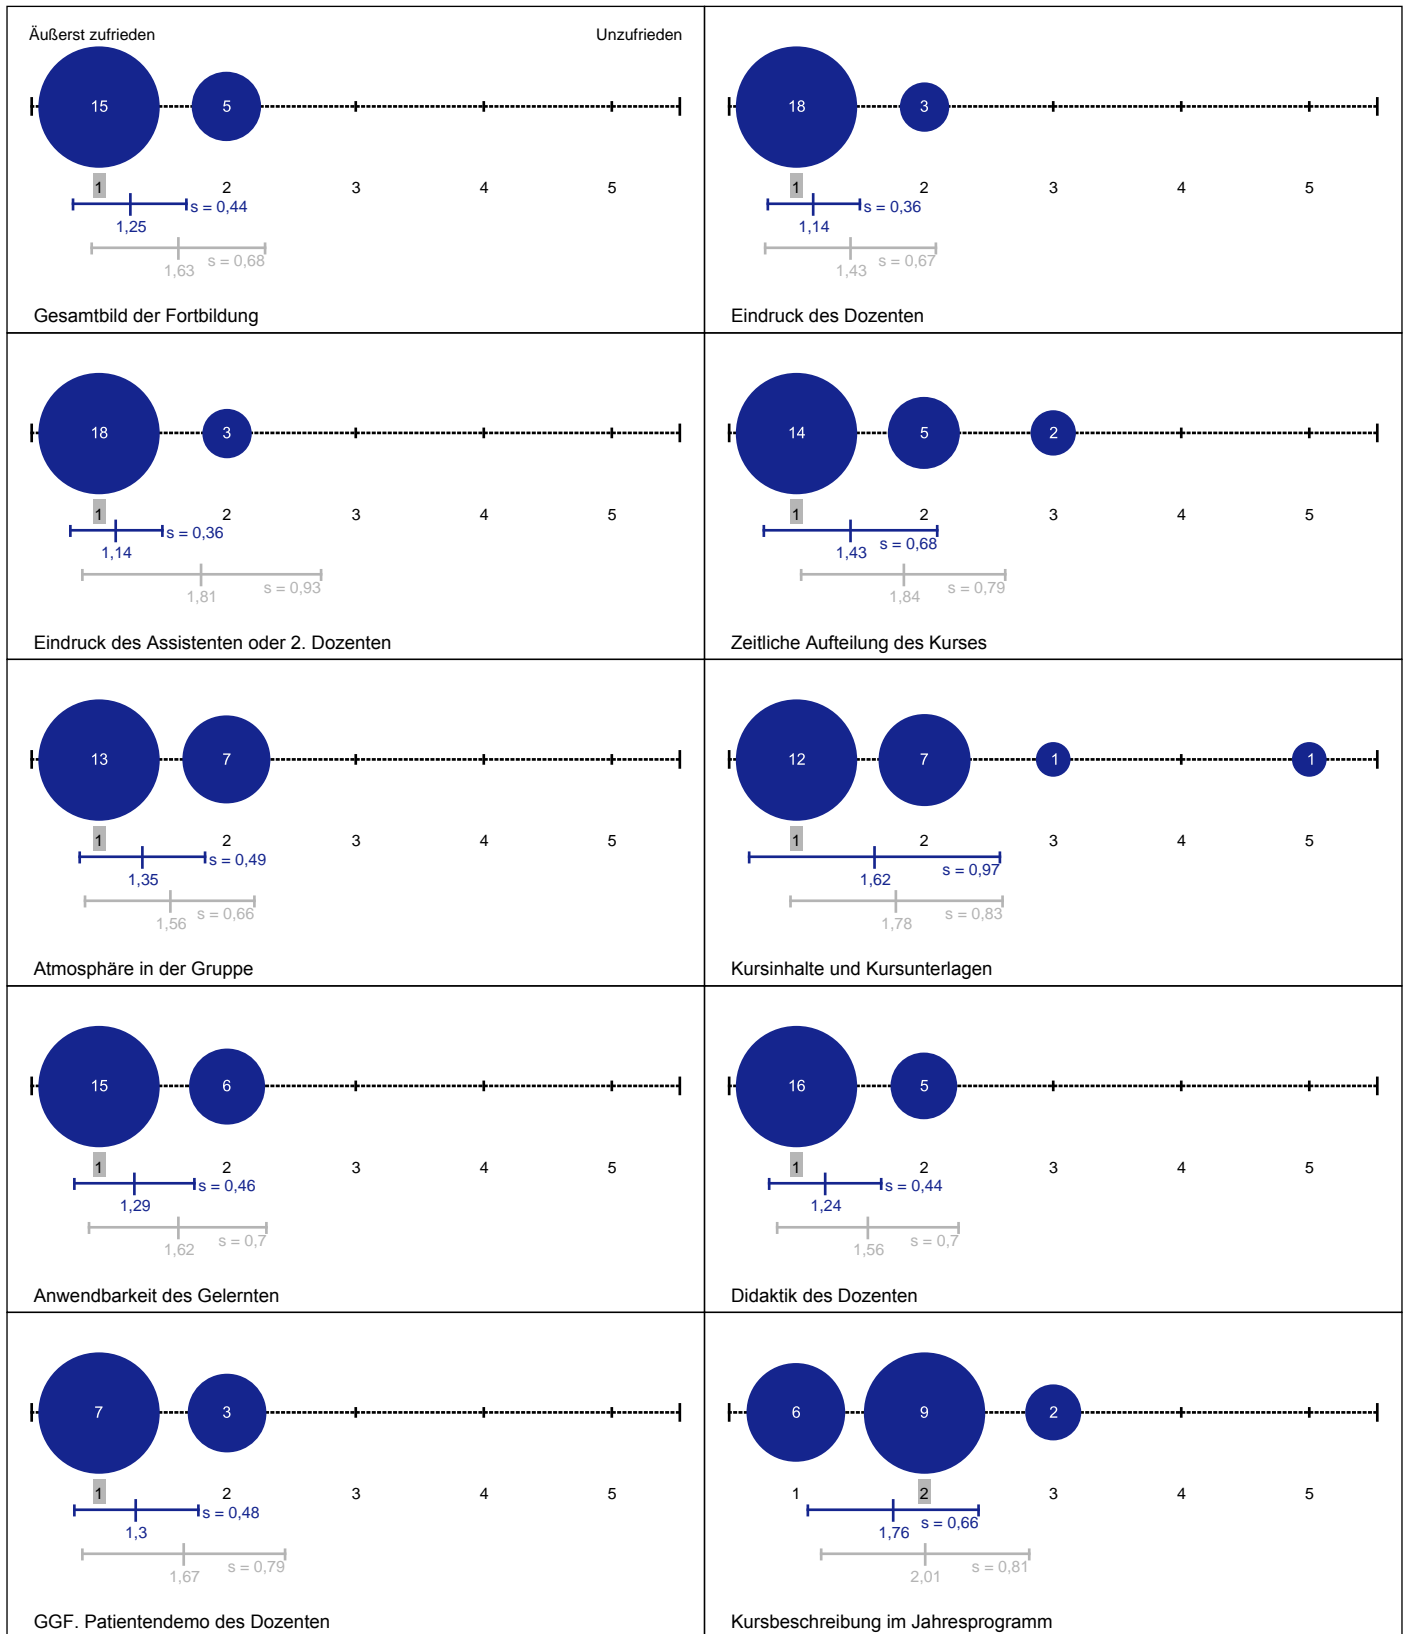 Äußerst zufrieden
Unzufrieden
15
5
1
2
3
4
5
s = 0,44
1,25
s = 0,68
1,63
Gesamtbild der Fortbildung
18
3
1
2
3
4
5
s = 0,36
1,14
s = 0,67
1,43
Eindruck des Dozenten
18
3
1
2
3
4
5
s = 0,36
1,14
s = 0,93
1,81
Eindruck des Assistenten oder 2. Dozenten
14
5
2
1
2
3
4
5
s = 0,68
1,43
s = 0,79
1,84
Zeitliche Aufteilung des Kurses
13
7
1
2
3
4
5
s = 0,49
1,35
s = 0,66
1,56
Atmosphäre in der Gruppe
12
7
1
1
1
2
3
4
5
s = 0,97
1,62
s = 0,83
1,78
Kursinhalte und Kursunterlagen
15
6
1
2
3
4
5
s = 0,46
1,29
s = 0,7
1,62
Anwendbarkeit des Gelernten
16
5
1
2
3
4
5
s = 0,44
1,24
s = 0,7
1,56
Didaktik des Dozenten
7
3
1
2
3
4
5
s = 0,48
1,3
s = 0,79
1,67
GGF. Patientendemo des Dozenten
6
9
2
1
2
3
4
5
s = 0,66
1,76
s = 0,81
2,01
Kursbeschreibung im Jahresprogramm